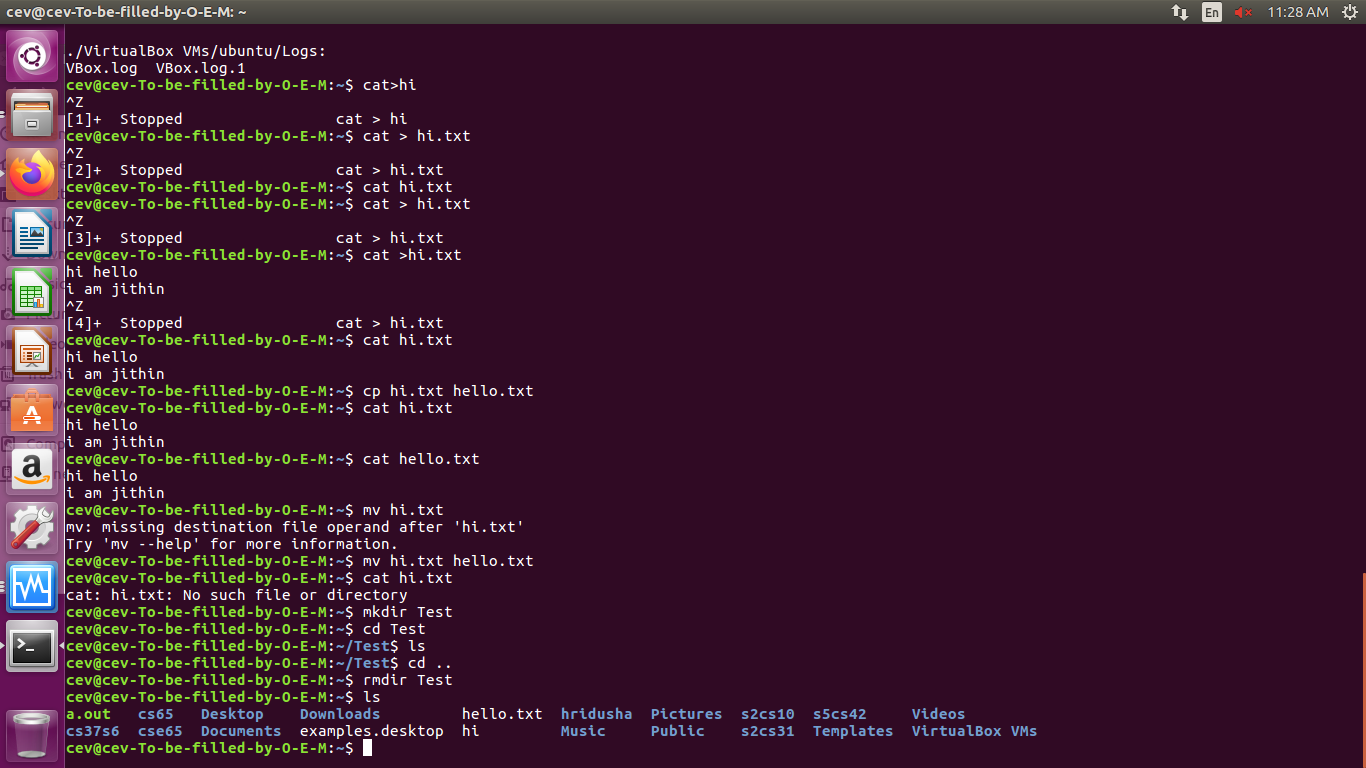 cev@cev-To-be-filled-by-O-E-M: ~ En 11:28 AM
./VirtualBox VMs/ubuntu/Logs:
VBox.log  VBox.log.1
cev@cev-To-be-filled-by-O-E-M:~$ cat>hi
^Z
[1]+  Stopped                 cat > hi
cev@cev-To-be-filled-by-O-E-M:~$ cat > hi.txt
^Z
[2]+  Stopped                 cat > hi.txt
cev@cev-To-be-filled-by-O-E-M:~$ cat hi.txt
cev@cev-To-be-filled-by-O-E-M:~$ cat > hi.txt
^Z
[3]+  Stopped                 cat > hi.txt
cev@cev-To-be-filled-by-O-E-M:~$ cat >hi.txt
hi hello
i am jithin
^Z
[4]+  Stopped                 cat > hi.txt
cev@cev-To-be-filled-by-O-E-M:~$ cat hi.txt
hi hello
i am jithin
cev@cev-To-be-filled-by-O-E-M:~$ cp hi.txt hello.txt
cev@cev-To-be-filled-by-O-E-M:~$ cat hi.txt
hi hello
i am jithin
cev@cev-To-be-filled-by-O-E-M:~$ cat hello.txt
hi hello
i am jithin
cev@cev-To-be-filled-by-O-E-M:~$ mv hi.txt
mv: missing destination file operand after 'hi.txt'
Try 'mv --help' for more information.
cev@cev-To-be-filled-by-O-E-M:~$ mv hi.txt hello.txt
cev@cev-To-be-filled-by-O-E-M:~$ cat hi.txt
cat: hi.txt: No such file or directory
cev@cev-To-be-filled-by-O-E-M:~$ mkdir Test
cev@cev-To-be-filled-by-O-E-M:~$ cd Test
cev@cev-To-be-filled-by-O-E-M:~/Test$ ls
cev@cev-To-be-filled-by-O-E-M:~/Test$ cd ..
cev@cev-To-be-filled-by-O-E-M:~$ rmdir Test
cev@cev-To-be-filled-by-O-E-M:~$ ls
a.out   cs65   Desktop    Downloads         hello.txt  hridusha  Pictures  s2cs10  s5cs42     Videos
cs37s6  cse65  Documents  examples.desktop  hi         Music     Public    s2cs31  Templates  VirtualBox VMs
cev@cev-To-be-filled-by-O-E-M:~$